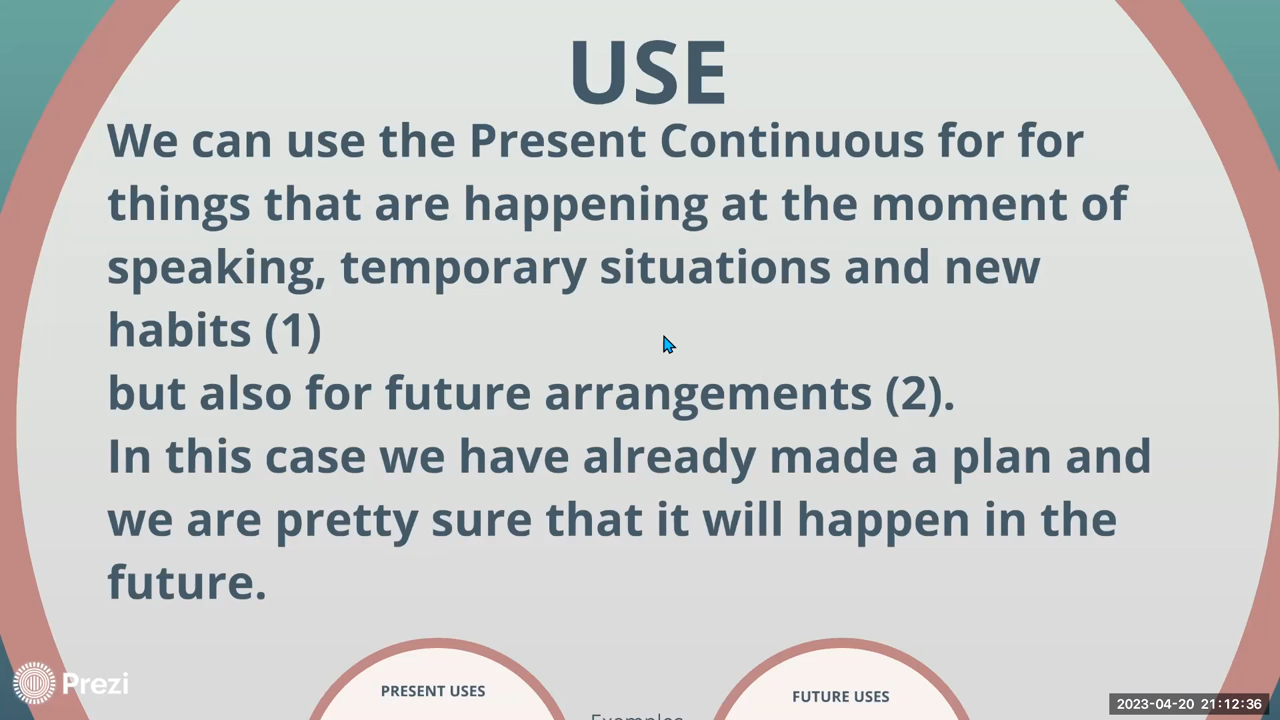 USE
We can use the Present Continuous for for
things that are happening at the moment of
speaking, temporary situations and new
habits (1)
but also for future arrangements (2).
In this case we have already made a plan and
we are pretty sure that it will happen in the
future.
PRESENT USES
FUTURE USES
Examples
Prezi
2023-04-20 21:12:36